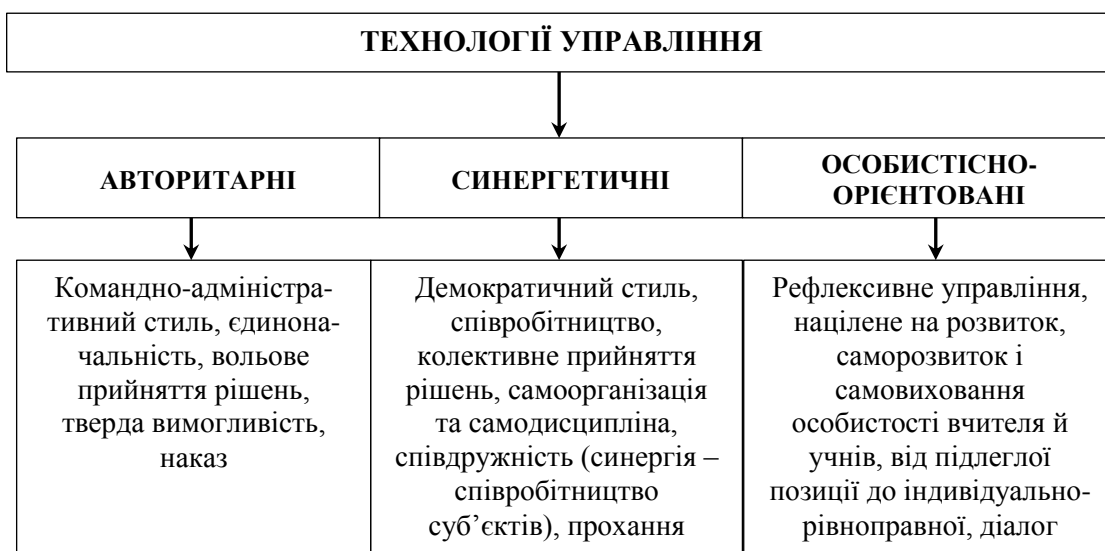 ТЕХНОЛОГІЇ УПРАВЛІННЯ
АВТОРИТАРНІ
СИНЕРГЕТИЧНІ
ОСОБИСТІСНО-
ОРІЄНТОВАНІ
Командно-адміністра-
тивний стиль, єдинона-
чальність, вольове
прийняття рішень,
тверда вимогливість,
наказ
Демократичний стиль,
співробітництво,
колективне прийняття
рішень, самоорганізація
та самодисципліна,
співдружність (синергія –
співробітництво
суб’єктів), прохання
Рефлексивне управління,
націлене на розвиток,
саморозвиток і
самовиховання
особистості вчителя й
учнів, від підлеглої
позиції до індивідуально-
рівноправної, діалог